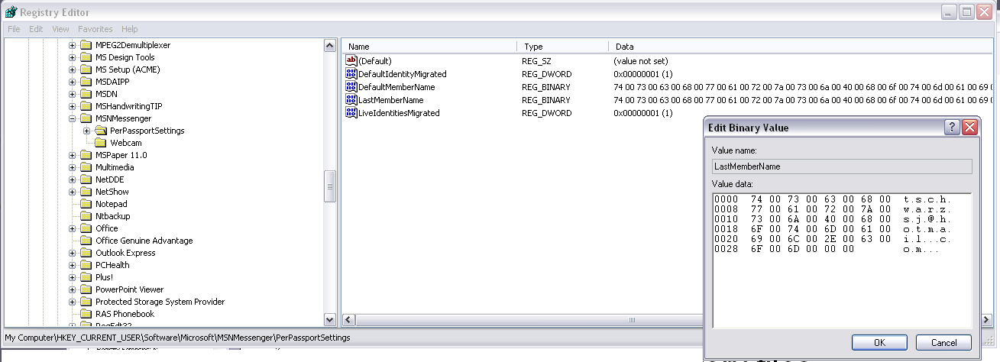 Registry Editor
File Edit View Favorites Help
MPEG2Demultiplexer
MS Design Tools
MS Setup (ACME)
MSDAIPP
MSDN
MSHandwritingTIP
MSNMessenger
PerPassportSettings
Webcam
MSPaper 11.0
Multimedia
NetDDE
NetShow
Notepad
Ntbackup
Office
Office Genuine Advantage
Outlook Express
PCHealth
Plus!
PowerPoint Viewer
Protected Storage System Provider
RAS Phonebook
RegEdt32
Name Type Data
(Default) REG_SZ (value not set)
DefaultIdentityMigrated REG_DWORD 0x00000001 (1)
DefaultMemberName REG_BINARY 74 00 73 00 63 00 68 00 77 00 61 00 72 00 7a 00 73 00 6a 00 40 00 68 00 6f 00 74 00 6d 00 61 00 69 0
LastMemberName REG_BINARY 74 00 73 00 63 00 68 00 77 00 61 00 72 00 7a 00 73 00 6a 00 40 00 68 00 6f 00 74 00 6d 00 61 00 69 0
LiveIdentitiesMigrated REG_DWORD 0x00000001 (1)
Edit Binary Value
Value name:
LastMemberName
Value data:
0000 74 00 73 00 63 00 68 00 t.s.c.h.
0008 77 00 61 00 72 00 7A 00 w.a.r.z.
0010 73 00 6A 00 40 00 68 00 s.j.@.h.
0018 6F 00 74 00 6D 00 61 00 o.t.m.a.
0020 69 00 6C 00 2E 00 63 00 i.l...c.
0028 6F 00 6D 00 00 00 o.m...
OK Cancel
My Computer\HKEY_CURRENT_USER\Software\Microsoft\MSNMessenger\PerPassportSettings